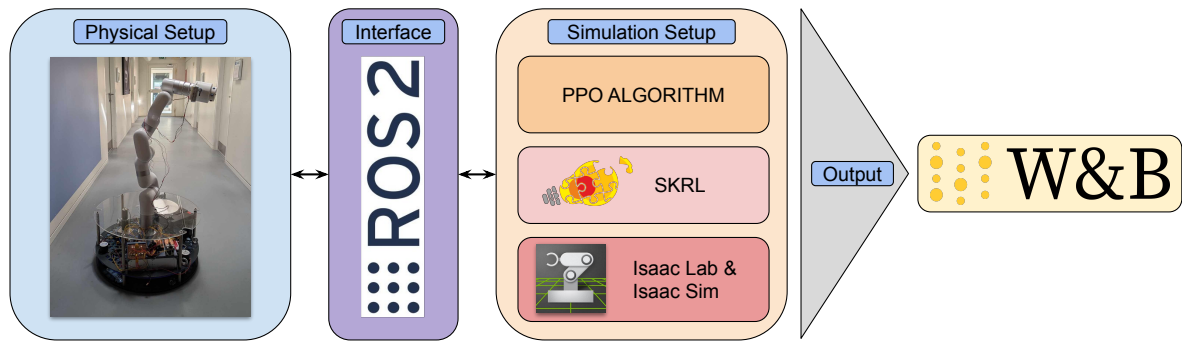 Physical Setup
Interface
Simulation Setup
ROS 2
PPO ALGORITHM
SKRL
Isaac Lab &
Isaac Sim
Output
W&B